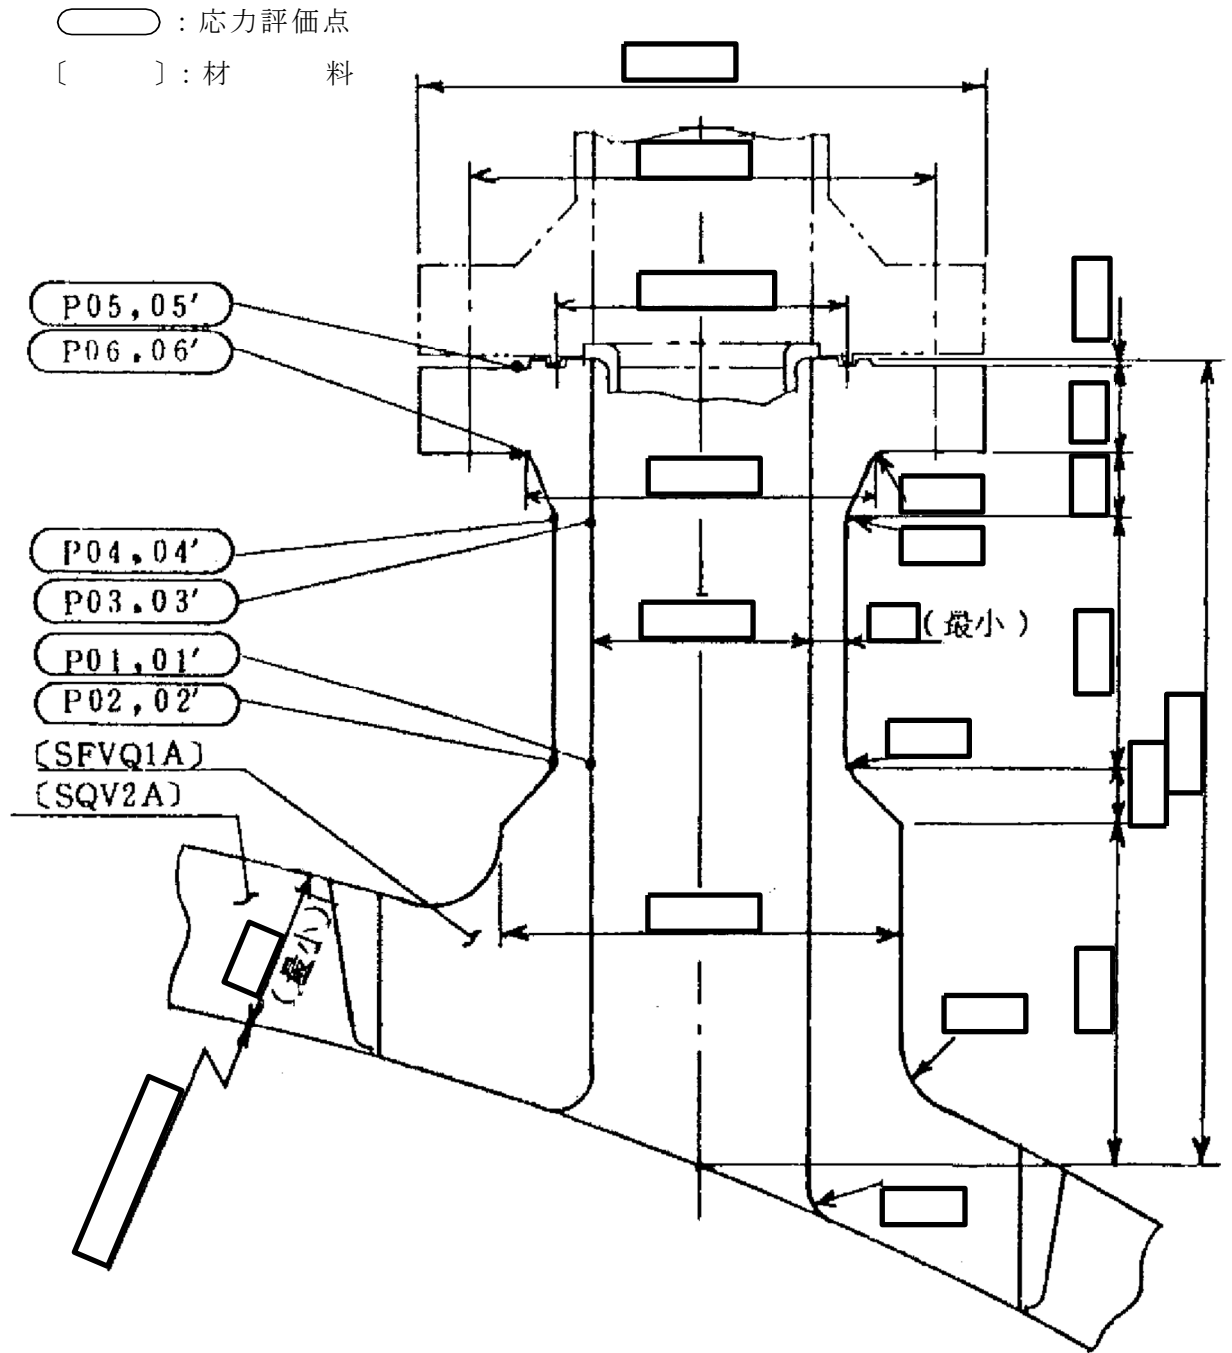 ：応力評価点
〔　　〕：材　　料
P05,05′
P06,06′
P04,04′
P03,03′
(最小)
P01,01′
P02,02′
〔SFVQ1A〕
〔SQV2A〕
(最小)